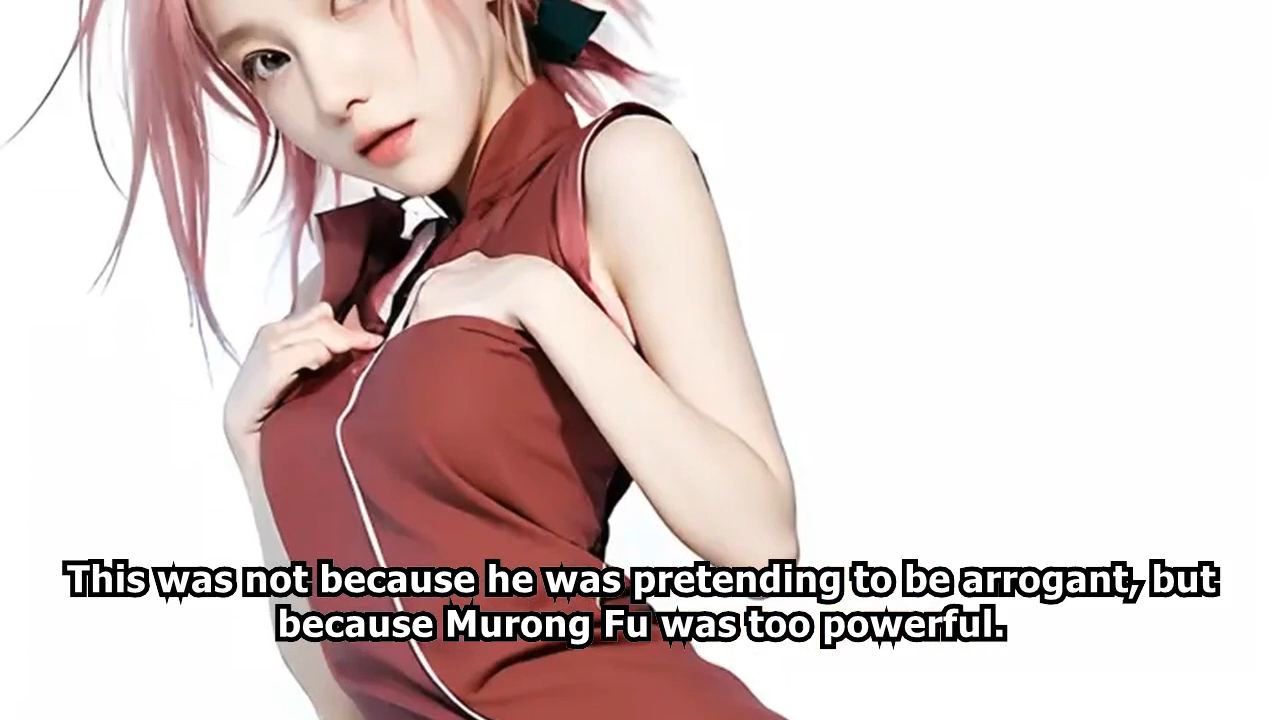 This was not because he was pretending to be arrogant, but
because Murong Fu was too powerful.